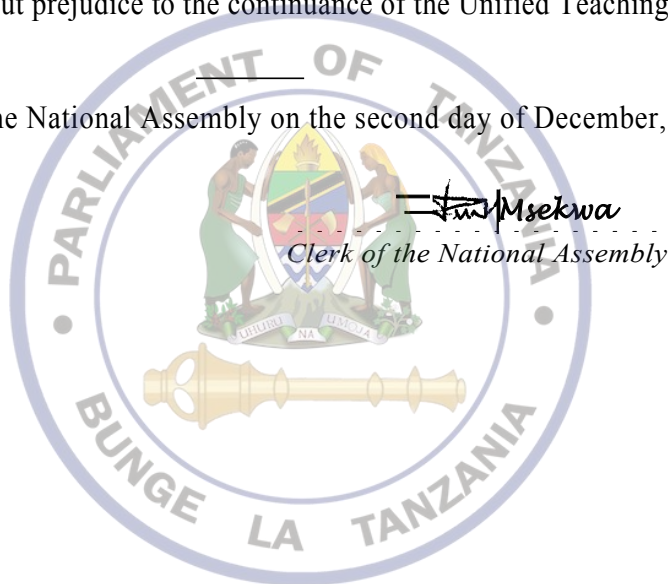 ut prejudice to the continuance of the Unified Teaching
PARLIAMENT OF TANZANIA
he National Assembly on the second day of December,
Msekwa
Clerk of the National Assembly
UHURU NA UMOJA
BUNGE LA TANZANIA